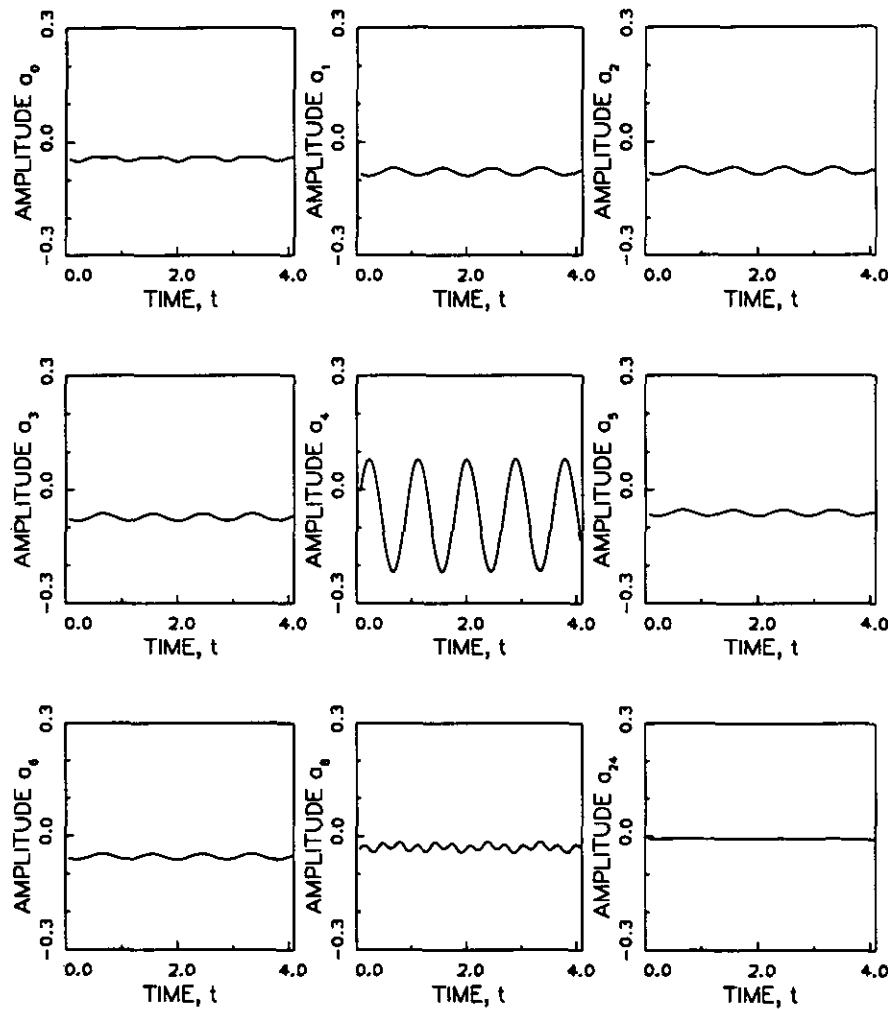 0.3
0.0
-0.3
AMPLITUDE a₀
0.0 2.0 4.0
TIME, t
0.3
0.0
-0.3
AMPLITUDE a₁
0.0 2.0 4.0
TIME, t
0.3
0.0
-0.3
AMPLITUDE a₂
0.0 2.0 4.0
TIME, t
0.3
0.0
-0.3
AMPLITUDE a₃
0.0 2.0 4.0
TIME, t
0.3
0.0
-0.3
AMPLITUDE a₄
0.0 2.0 4.0
TIME, t
0.3
0.0
-0.3
AMPLITUDE a₅
0.0 2.0 4.0
TIME, t
0.3
0.0
-0.3
AMPLITUDE a₆
0.0 2.0 4.0
TIME, t
0.3
0.0
-0.3
AMPLITUDE a₈
0.0 2.0 4.0
TIME, t
0.3
0.0
-0.3
AMPLITUDE a₂₄
0.0 2.0 4.0
TIME, t